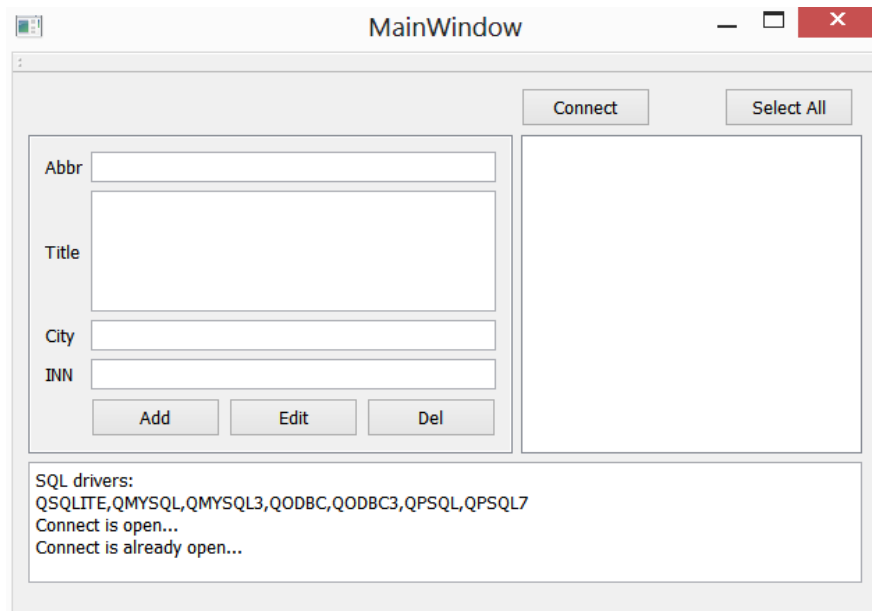 MainWindow
Connect
Select All
Abbr
Title
City
INN
Add Edit Del
SQL drivers:
QSQLITE,QMYSQL,QMYSQL3,QODBC,QODBC3,QPSQL,QPSQL7
Connect is open...
Connect is already open...